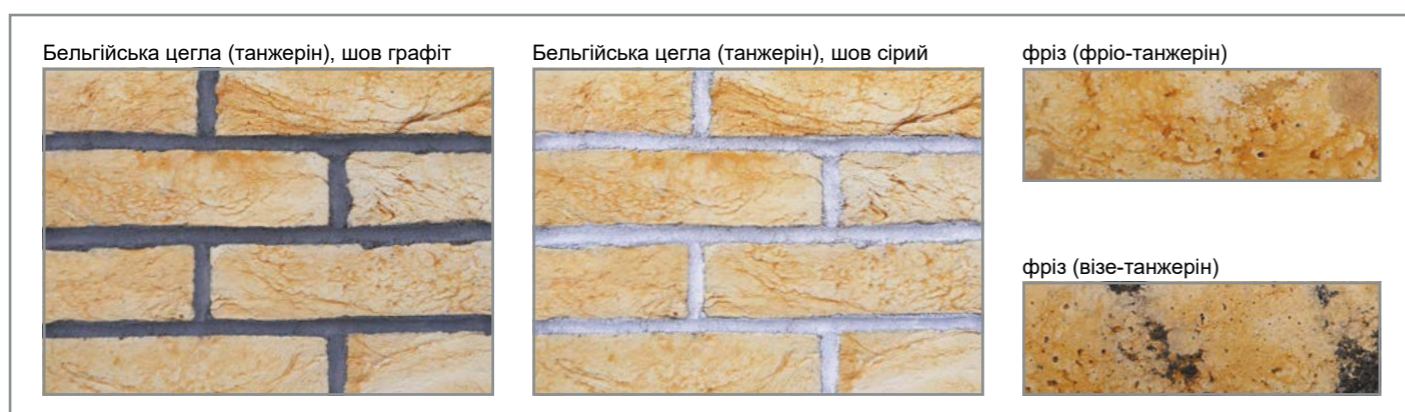 Бельгійська цегла (танжерін), шов графіт
Бельгійська цегла (танжерін), шов сірий
фріз (фріо-танжерін)
фріз (візе-танжерін)